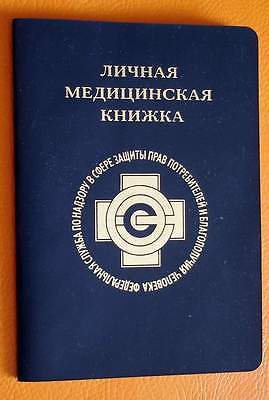 ЛИЧНАЯ
МЕДИЦИНСКАЯ
КНИЖКА
ФЕДЕРАЛЬНАЯ СЛУЖБА ПО НАДЗОРУ В СФЕРЕ ЗАЩИТЫ ПРАВ ПОТРЕБИТЕЛЕЙ И БЛАГОПОЛУЧИЯ ЧЕЛОВЕКА